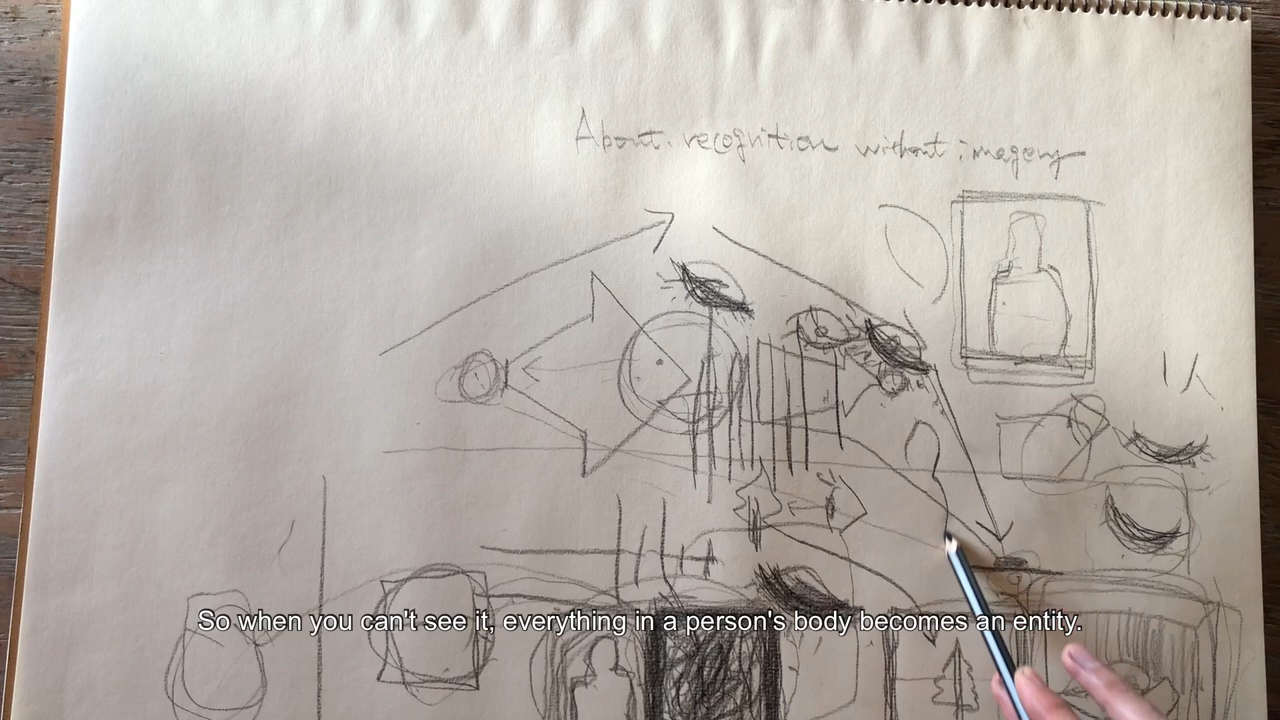 About. recognition without imagery
So when you can't see it, everything in a person's body becomes an entity.